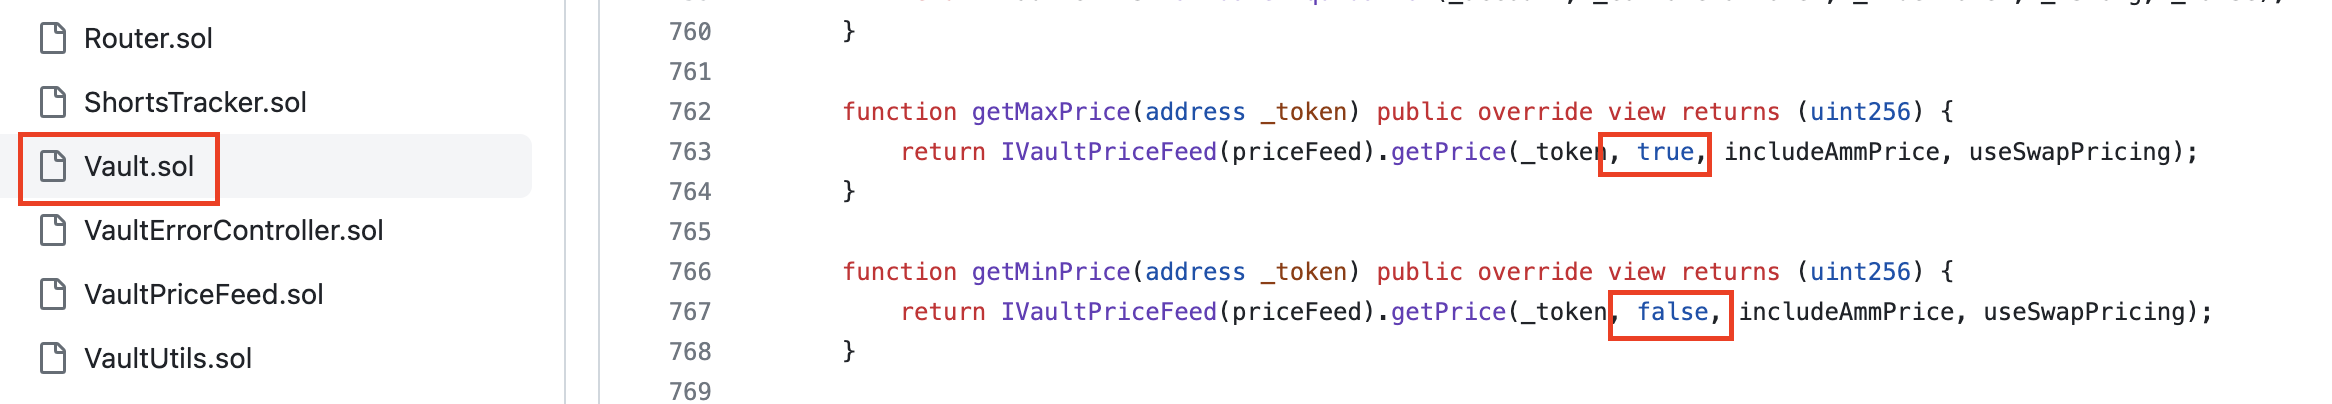 Router.sol
ShortsTracker.sol
Vault.sol
VaultErrorController.sol
VaultPriceFeed.sol
VaultUtils.sol
760 }
761
762 function getMaxPrice(address _token) public override view returns (uint256) {
763 return IVaultPriceFeed(priceFeed).getPrice(_token, true, includeAmmPrice, useSwapPricing);
764 }
765
766 function getMinPrice(address _token) public override view returns (uint256) {
767 return IVaultPriceFeed(priceFeed).getPrice(_token, false, includeAmmPrice, useSwapPricing);
768 }
769